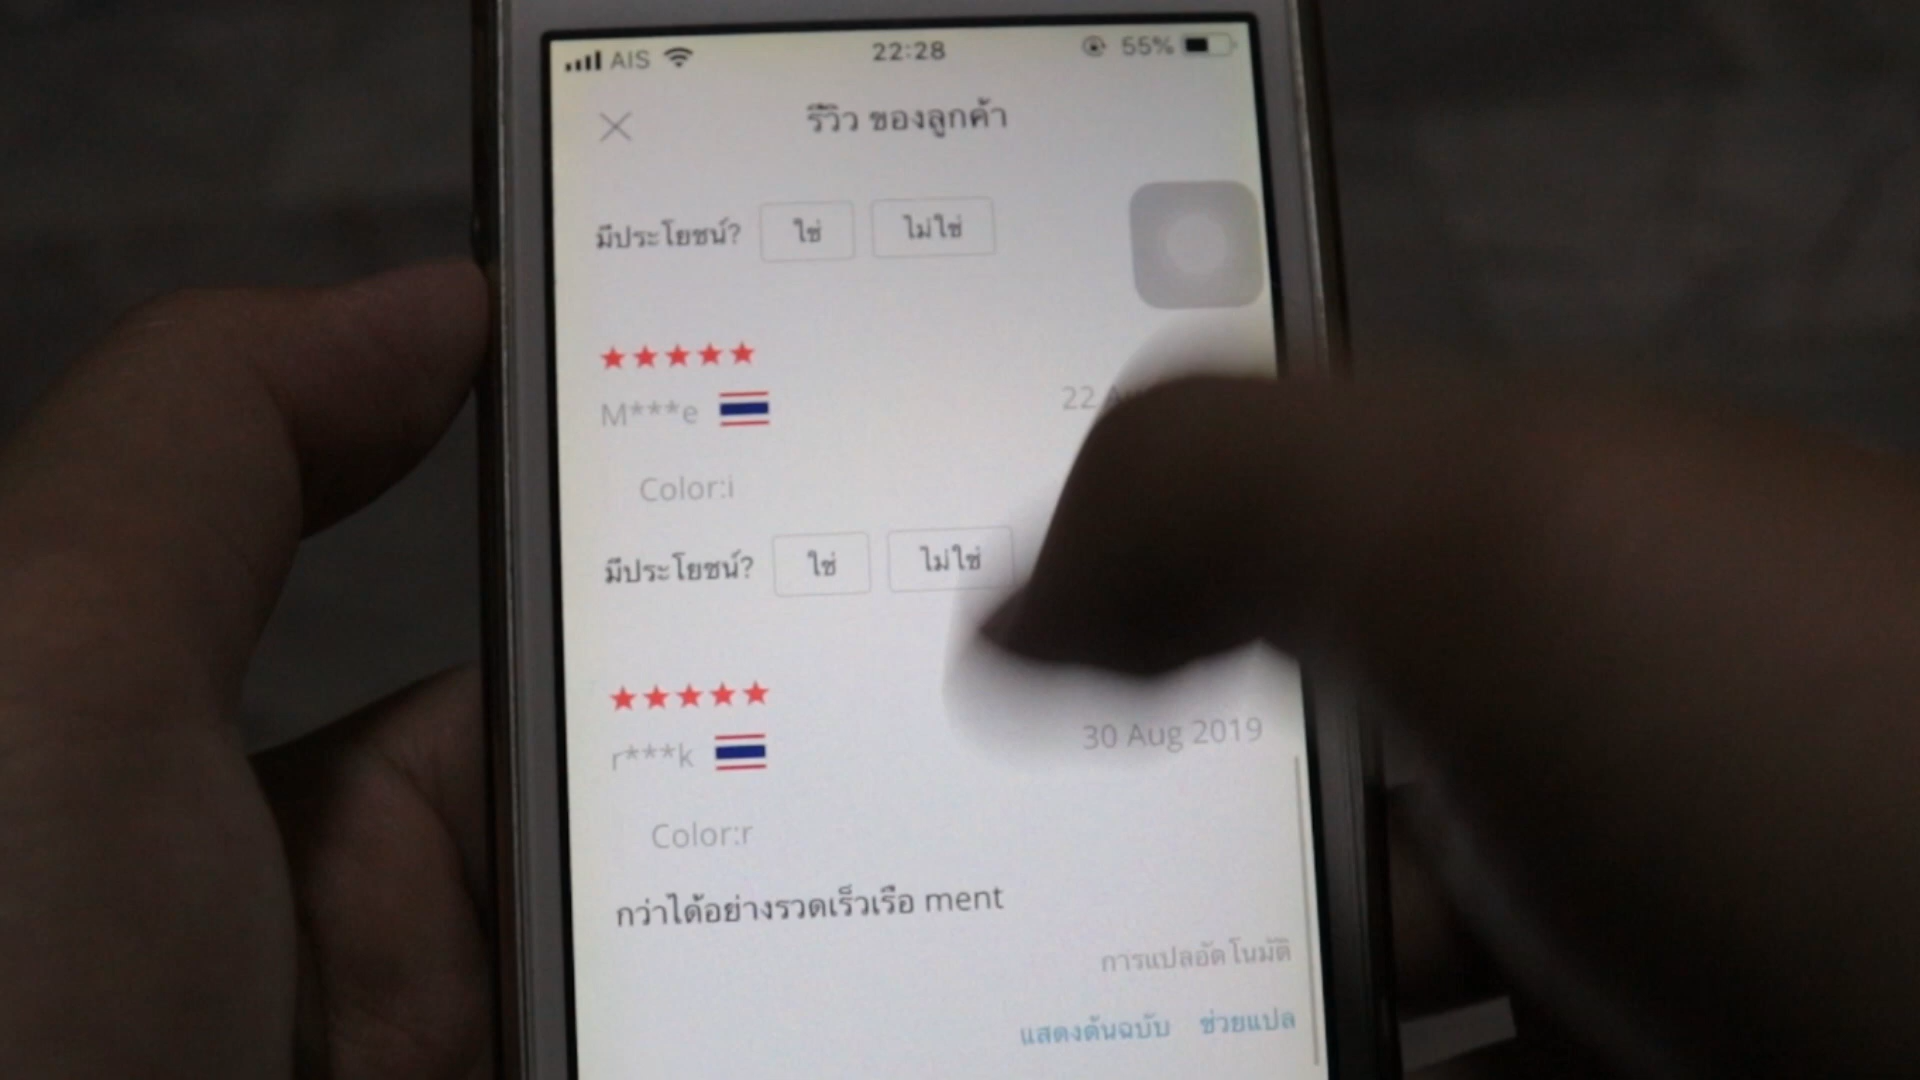 AIS 22:28 55%
รีวิว ของลูกค้า
มีประโยชน์? ใช่ ไม่ใช่
M***e 22
Color:i
มีประโยชน์? ใช่ ไม่ใช่
r***k 30 Aug 2019
Color:r
กว่าได้อย่างรวดเร็วเรือ ment
การแปลอัตโนมัติ
แสดงต้นฉบับ ช่วยแปล